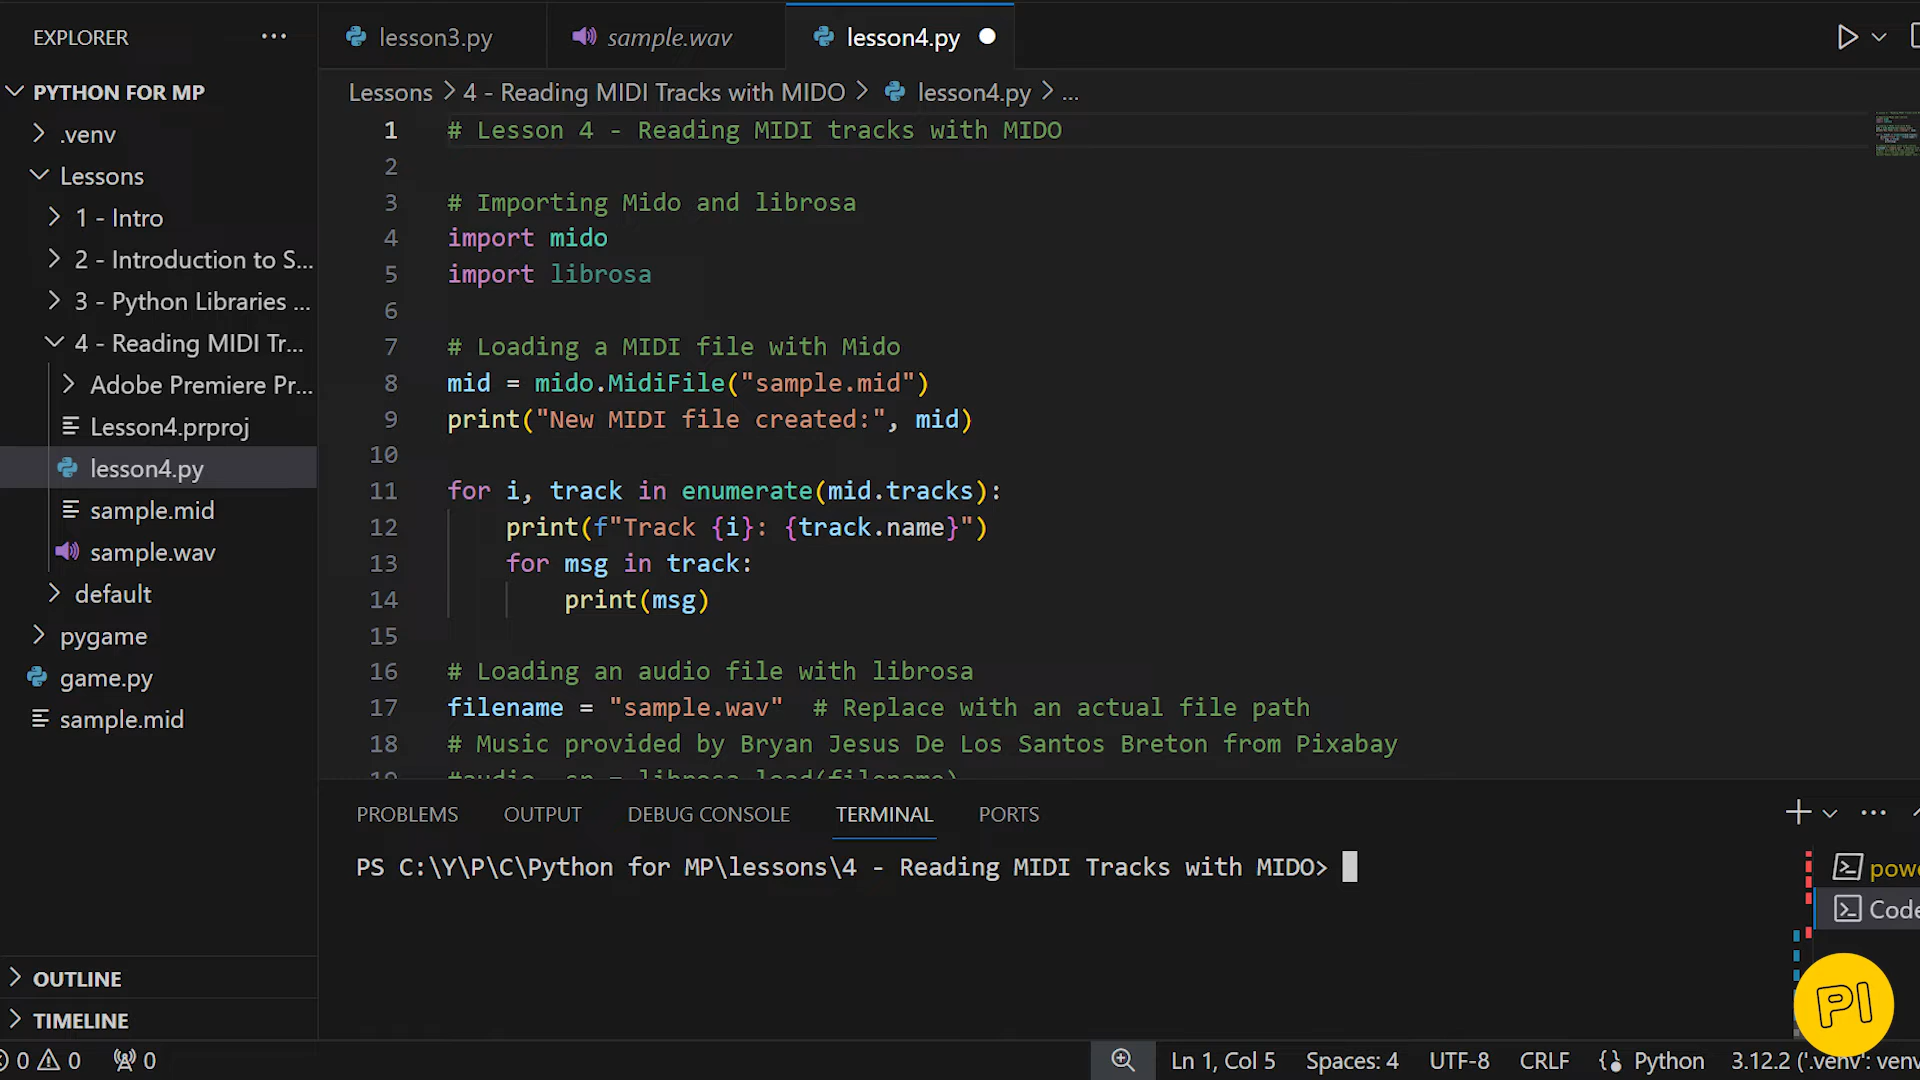 EXPLORER
lesson3.py
sample.wav
lesson4.py
PYTHON FOR MP
.venv
Lessons
1 - Intro
2 - Introduction to S...
3 - Python Libraries ...
4 - Reading MIDI Tr...
Adobe Premiere Pr...
Lesson4.prproj
lesson4.py
sample.mid
sample.wav
default
pygame
game.py
sample.mid
OUTLINE
TIMELINE
Lessons > 4 - Reading MIDI Tracks with MIDO > lesson4.py > ...
1 # Lesson 4 - Reading MIDI tracks with MIDO
2
3 # Importing Mido and librosa
4 import mido
5 import librosa
6
7 # Loading a MIDI file with Mido
8 mid = mido.MidiFile("sample.mid")
9 print("New MIDI file created:", mid)
10
11 for i, track in enumerate(mid.tracks):
12 print(f"Track {i}: {track.name}")
13 for msg in track:
14 print(msg)
15
16 # Loading an audio file with librosa
17 filename = "sample.wav" # Replace with an actual file path
18 # Music provided by Bryan Jesus De Los Santos Breton from Pixabay
19 #audio, sr = librosa.load(filename)
PROBLEMS OUTPUT DEBUG CONSOLE TERMINAL PORTS
PS C:\Y\P\C\Python for MP\lessons\4 - Reading MIDI Tracks with MIDO>
powe
Code
PI
0 0 0
Ln 1, Col 5 Spaces: 4 UTF-8 CRLF Python 3.12.2 ('.venv': venv